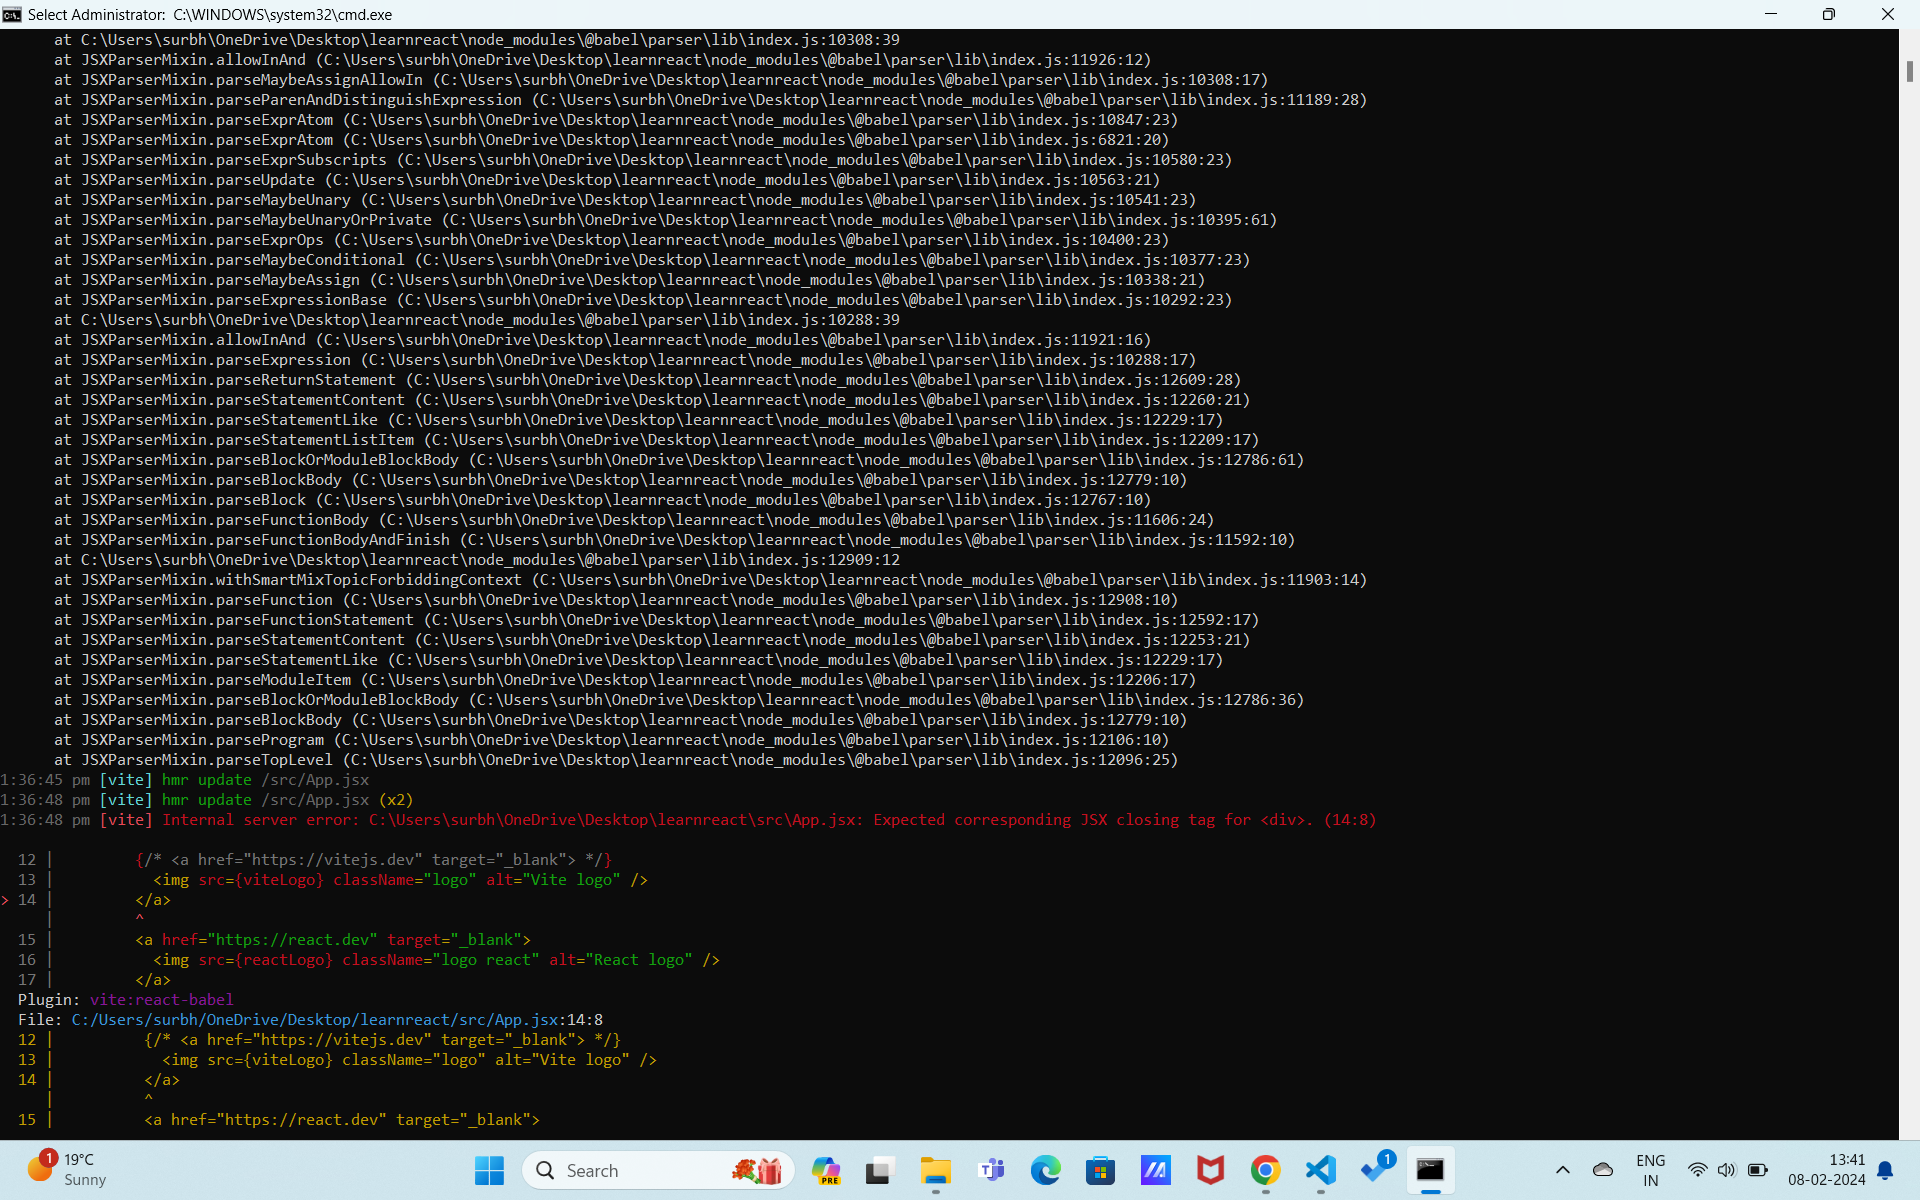 Select Administrator: C:\WINDOWS\system32\cmd.exe
at C:\Users\surbh\OneDrive\Desktop\learnreact\node_modules\@babel\parser\lib\index.js:10308:39
at JSXParserMixin.allowInAnd (C:\Users\surbh\OneDrive\Desktop\learnreact\node_modules\@babel\parser\lib\index.js:11926:12)
at JSXParserMixin.parseMaybeAssignAllowIn (C:\Users\surbh\OneDrive\Desktop\learnreact\node_modules\@babel\parser\lib\index.js:10308:17)
at JSXParserMixin.parseParenAndDistinguishExpression (C:\Users\surbh\OneDrive\Desktop\learnreact\node_modules\@babel\parser\lib\index.js:11189:28)
at JSXParserMixin.parseExprAtom (C:\Users\surbh\OneDrive\Desktop\learnreact\node_modules\@babel\parser\lib\index.js:10847:23)
at JSXParserMixin.parseExprAtom (C:\Users\surbh\OneDrive\Desktop\learnreact\node_modules\@babel\parser\lib\index.js:6821:20)
at JSXParserMixin.parseExprSubscripts (C:\Users\surbh\OneDrive\Desktop\learnreact\node_modules\@babel\parser\lib\index.js:10580:23)
at JSXParserMixin.parseUpdate (C:\Users\surbh\OneDrive\Desktop\learnreact\node_modules\@babel\parser\lib\index.js:10563:21)
at JSXParserMixin.parseMaybeUnary (C:\Users\surbh\OneDrive\Desktop\learnreact\node_modules\@babel\parser\lib\index.js:10541:23)
at JSXParserMixin.parseMaybeUnaryOrPrivate (C:\Users\surbh\OneDrive\Desktop\learnreact\node_modules\@babel\parser\lib\index.js:10395:61)
at JSXParserMixin.parseExprOps (C:\Users\surbh\OneDrive\Desktop\learnreact\node_modules\@babel\parser\lib\index.js:10400:23)
at JSXParserMixin.parseMaybeConditional (C:\Users\surbh\OneDrive\Desktop\learnreact\node_modules\@babel\parser\lib\index.js:10377:23)
at JSXParserMixin.parseMaybeAssign (C:\Users\surbh\OneDrive\Desktop\learnreact\node_modules\@babel\parser\lib\index.js:10338:21)
at JSXParserMixin.parseExpressionBase (C:\Users\surbh\OneDrive\Desktop\learnreact\node_modules\@babel\parser\lib\index.js:10292:23)
at C:\Users\surbh\OneDrive\Desktop\learnreact\node_modules\@babel\parser\lib\index.js:10288:39
at JSXParserMixin.allowInAnd (C:\Users\surbh\OneDrive\Desktop\learnreact\node_modules\@babel\parser\lib\index.js:11921:16)
at JSXParserMixin.parseExpression (C:\Users\surbh\OneDrive\Desktop\learnreact\node_modules\@babel\parser\lib\index.js:10288:17)
at JSXParserMixin.parseReturnStatement (C:\Users\surbh\OneDrive\Desktop\learnreact\node_modules\@babel\parser\lib\index.js:12609:28)
at JSXParserMixin.parseStatementContent (C:\Users\surbh\OneDrive\Desktop\learnreact\node_modules\@babel\parser\lib\index.js:12260:21)
at JSXParserMixin.parseStatementLike (C:\Users\surbh\OneDrive\Desktop\learnreact\node_modules\@babel\parser\lib\index.js:12229:17)
at JSXParserMixin.parseStatementListItem (C:\Users\surbh\OneDrive\Desktop\learnreact\node_modules\@babel\parser\lib\index.js:12209:17)
at JSXParserMixin.parseBlockOrModuleBlockBody (C:\Users\surbh\OneDrive\Desktop\learnreact\node_modules\@babel\parser\lib\index.js:12786:61)
at JSXParserMixin.parseBlockBody (C:\Users\surbh\OneDrive\Desktop\learnreact\node_modules\@babel\parser\lib\index.js:12779:10)
at JSXParserMixin.parseBlock (C:\Users\surbh\OneDrive\Desktop\learnreact\node_modules\@babel\parser\lib\index.js:12767:10)
at JSXParserMixin.parseFunctionBody (C:\Users\surbh\OneDrive\Desktop\learnreact\node_modules\@babel\parser\lib\index.js:11606:24)
at JSXParserMixin.parseFunctionBodyAndFinish (C:\Users\surbh\OneDrive\Desktop\learnreact\node_modules\@babel\parser\lib\index.js:11592:10)
at C:\Users\surbh\OneDrive\Desktop\learnreact\node_modules\@babel\parser\lib\index.js:12909:12
at JSXParserMixin.withSmartMixTopicForbiddingContext (C:\Users\surbh\OneDrive\Desktop\learnreact\node_modules\@babel\parser\lib\index.js:11903:14)
at JSXParserMixin.parseFunction (C:\Users\surbh\OneDrive\Desktop\learnreact\node_modules\@babel\parser\lib\index.js:12908:10)
at JSXParserMixin.parseFunctionStatement (C:\Users\surbh\OneDrive\Desktop\learnreact\node_modules\@babel\parser\lib\index.js:12592:17)
at JSXParserMixin.parseStatementContent (C:\Users\surbh\OneDrive\Desktop\learnreact\node_modules\@babel\parser\lib\index.js:12253:21)
at JSXParserMixin.parseStatementLike (C:\Users\surbh\OneDrive\Desktop\learnreact\node_modules\@babel\parser\lib\index.js:12229:17)
at JSXParserMixin.parseModuleItem (C:\Users\surbh\OneDrive\Desktop\learnreact\node_modules\@babel\parser\lib\index.js:12206:17)
at JSXParserMixin.parseBlockOrModuleBlockBody (C:\Users\surbh\OneDrive\Desktop\learnreact\node_modules\@babel\parser\lib\index.js:12786:36)
at JSXParserMixin.parseBlockBody (C:\Users\surbh\OneDrive\Desktop\learnreact\node_modules\@babel\parser\lib\index.js:12779:10)
at JSXParserMixin.parseProgram (C:\Users\surbh\OneDrive\Desktop\learnreact\node_modules\@babel\parser\lib\index.js:12106:10)
at JSXParserMixin.parseTopLevel (C:\Users\surbh\OneDrive\Desktop\learnreact\node_modules\@babel\parser\lib\index.js:12096:25)
1:36:45 pm [vite] hmr update /src/App.jsx
1:36:48 pm [vite] hmr update /src/App.jsx (x2)
1:36:48 pm [vite] Internal server error: C:\Users\surbh\OneDrive\Desktop\learnreact\src\App.jsx: Expected corresponding JSX closing tag for <div>. (14:8)
12 | {/* <a href="https://vitejs.dev" target="_blank"> */}
13 | <img src={viteLogo} className="logo" alt="Vite logo" />
> 14 | </a>
| ^
15 | <a href="https://react.dev" target="_blank">
16 | <img src={reactLogo} className="logo react" alt="React logo" />
17 | </a>
Plugin: vite:react-babel
File: C:/Users/surbh/OneDrive/Desktop/learnreact/src/App.jsx:14:8
12 | {/* <a href="https://vitejs.dev" target="_blank"> */}
13 | <img src={viteLogo} className="logo" alt="Vite logo" />
14 | </a>
| ^
15 | <a href="https://react.dev" target="_blank">
1
19°C
Sunny
Search
PRE
1
ENG
IN
13:41
08-02-2024